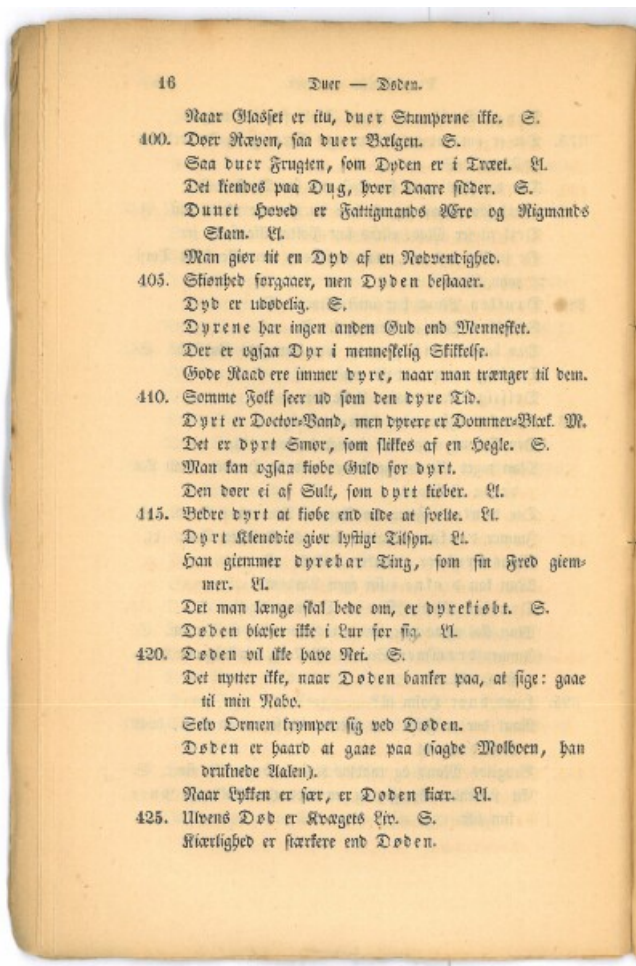 16 Duer — Døden.
Naar Glasset er itu, duer Stumperne ikke. S.
400. Døer Ræven, saa duer Bælgen. S.
Saa duer Frugten, som Dyden er i Træet. Ll.
Det kiendes paa Dug, hvor Daare sidder. S.
Dunet Hoved er Fattigmands Ære og Rigmands
Skam. Ll.
Man giør tit en Dyd af en Nødvendighed.
405. Skiønhed forgaaer, men Dyden bestaaer.
Dyd er udødelig. S.
Dyrene har ingen anden Gud end Mennesket.
Der er ogsaa Dyr i menneskelig Skikkelse.
Gode Raad ere immer dyre, naar man trænger til dem.
410. Somme Folk seer ud som den dyre Tid.
Dyrt er Doctor-Vand, men dyrere er Dommer-Blæk. M.
Det er dyrt Smør, som slikkes af en Hegle. S.
Man kan ogsaa kiøbe Guld for dyrt.
Den døer ei af Sult, som dyrt kiøber. Ll.
415. Bedre dyrt at kiøbe end ilde at svelte. Ll.
Dyrt Klenodie giør lystigt Tilsyn. Ll.
Han giemmer dyrebar Ting, som sin Fred giem-
mer. Ll.
Det man længe skal bede om, er dyrekiøbt. S.
Døden blæser ikke i Lur for sig. Ll.
420. Døden vil ikke have Nei. S.
Det nytter ikke, naar Døden banker paa, at sige: gaae
til min Nabo.
Selv Ormen krymper sig ved Døden.
Døden er haard at gaae paa (sagde Molboen, han
druknede Aalen).
Naar Lykken er sær, er Døden kiær. Ll.
425. Ulvens Død er Kvægets Liv. S.
Kiærlighed er stærkere end Døden.